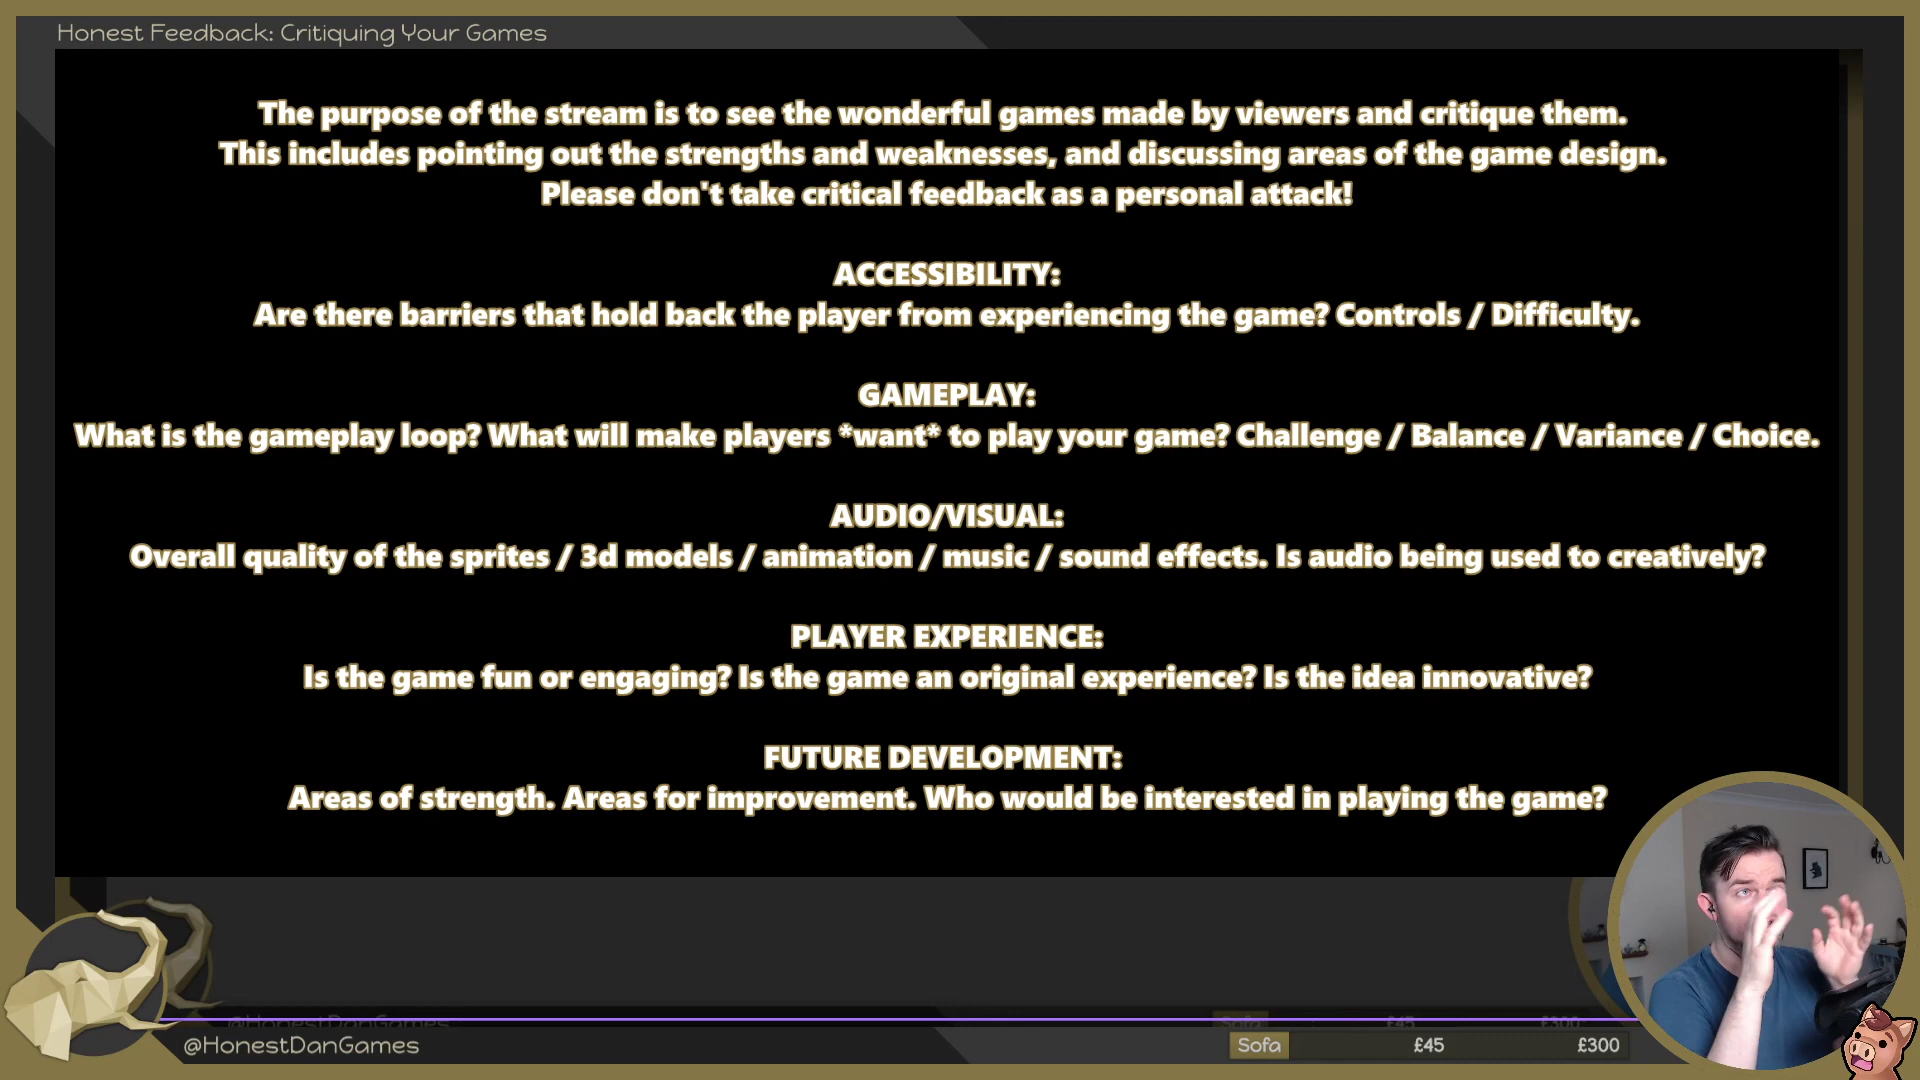 Honest Feedback: Critiquing Your Games
The purpose of the stream is to see the wonderful games made by viewers and critique them.
This includes pointing out the strengths and weaknesses, and discussing areas of the game design.
Please don't take critical feedback as a personal attack!
ACCESSIBILITY:
Are there barriers that hold back the player from experiencing the game? Controls / Difficulty.
GAMEPLAY:
What is the gameplay loop? What will make players *want* to play your game? Challenge / Balance / Variance / Choice.
AUDIO/VISUAL:
Overall quality of the sprites / 3d models / animation / music / sound effects. Is audio being used to creatively?
PLAYER EXPERIENCE:
Is the game fun or engaging? Is the game an original experience? Is the idea innovative?
FUTURE DEVELOPMENT:
Areas of strength. Areas for improvement. Who would be interested in playing the game?
@HonestDanGames Sofa £45 £300
@HonestDanGames Sofa £45 £300